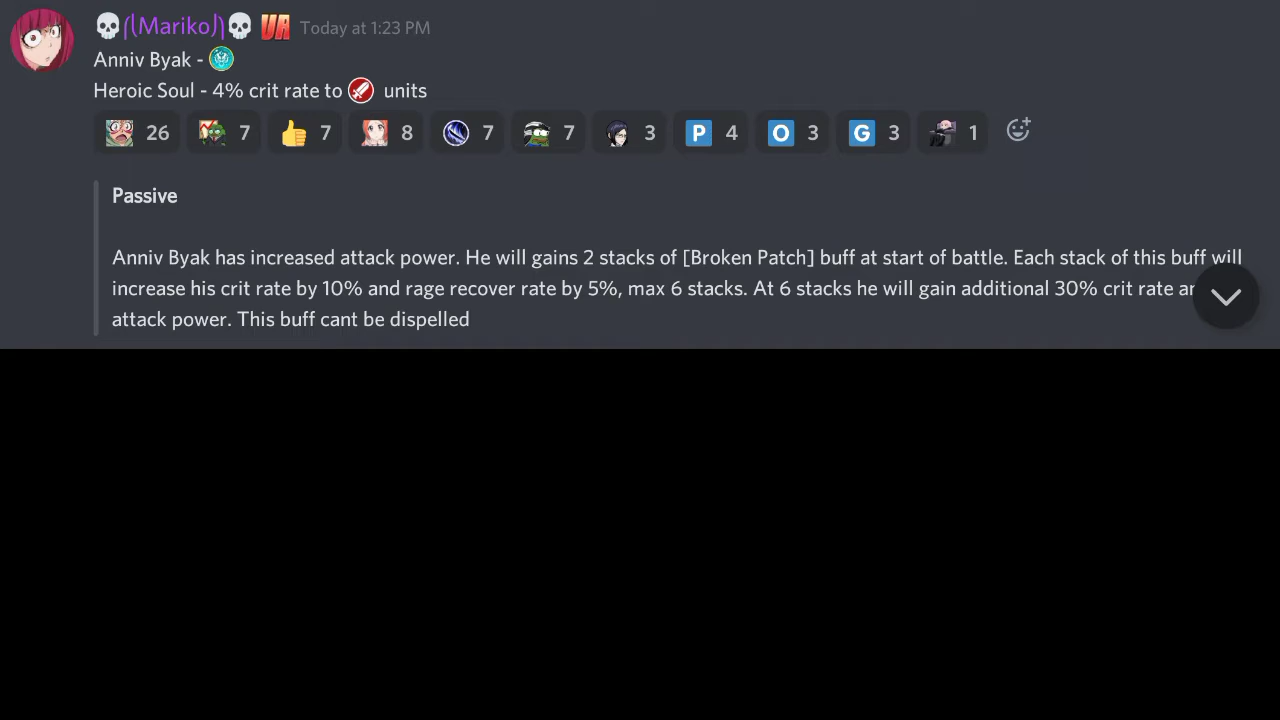 💀⎛⎝Mariko⎠⎞💀 UR Today at 1:23 PM
Anniv Byak -
Heroic Soul - 4% crit rate to units
26 7 7 8 7 7 3 P 4 O 3 G 3 1
Passive
Anniv Byak has increased attack power. He will gains 2 stacks of [Broken Patch] buff at start of battle. Each stack of this buff will
increase his crit rate by 10% and rage recover rate by 5%, max 6 stacks. At 6 stacks he will gain additional 30% crit rate
attack power. This buff cant be dispelled